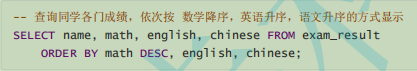 -- 查询同学各门成绩，依次按 数学降序，英语升序，语文升序的方式显示
SELECT name, math, english, chinese FROM exam_result
ORDER BY math DESC, english, chinese;